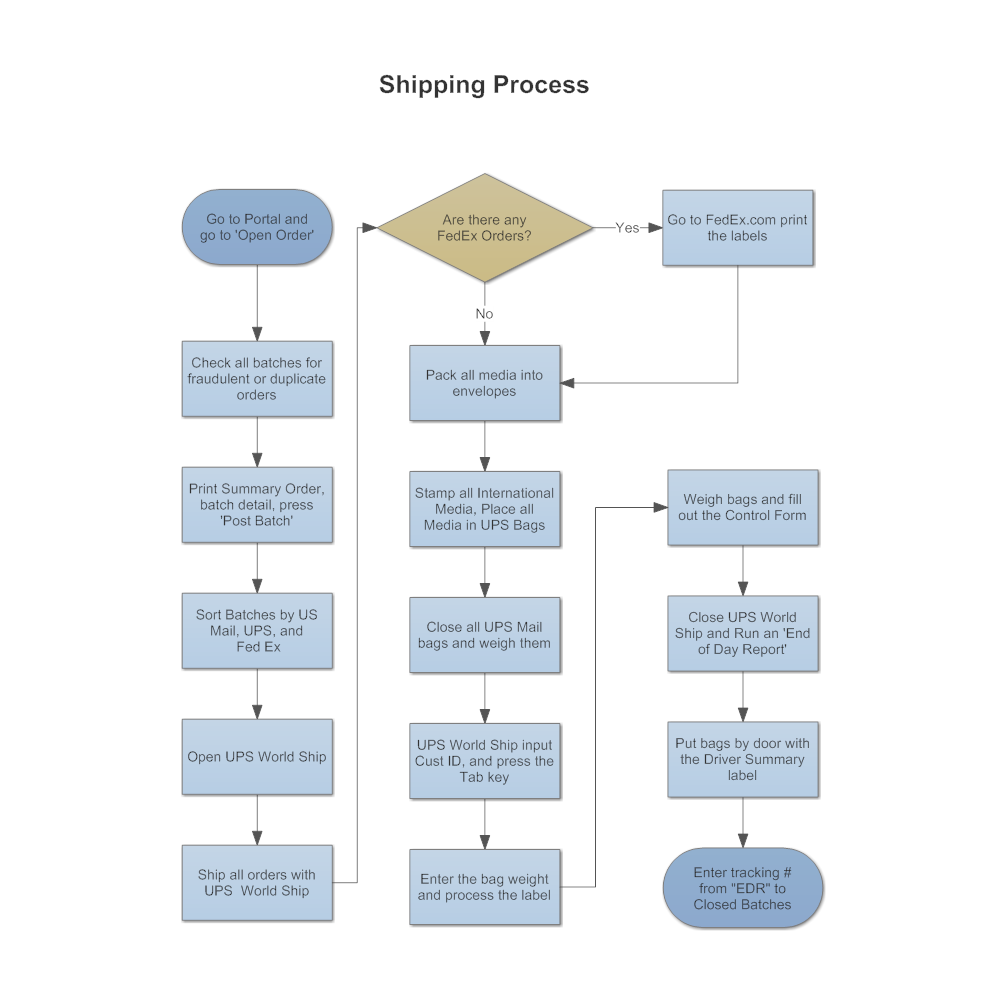 Shipping Process
Go to Portal and
go to 'Open Order'
Check all batches for
fraudulent or duplicate
orders
Print Summary Order,
batch detail, press
'Post Batch'
Sort Batches by US
Mail, UPS, and
Fed Ex
Open UPS World Ship
Ship all orders with
UPS  World Ship
Are there any
FedEx Orders?
Yes
Go to FedEx.com print
the labels
No
Pack all media into
envelopes
Stamp all International
Media, Place all
Media in UPS Bags
Close all UPS Mail
bags and weigh them
UPS World Ship input
Cust ID, and press the
Tab key
Enter the bag weight
and process the label
Weigh bags and fill
out the Control Form
Close UPS World
Ship and Run an 'End
of Day Report'
Put bags by door with
the Driver Summary
label
Enter tracking #
from "EDR" to
Closed Batches